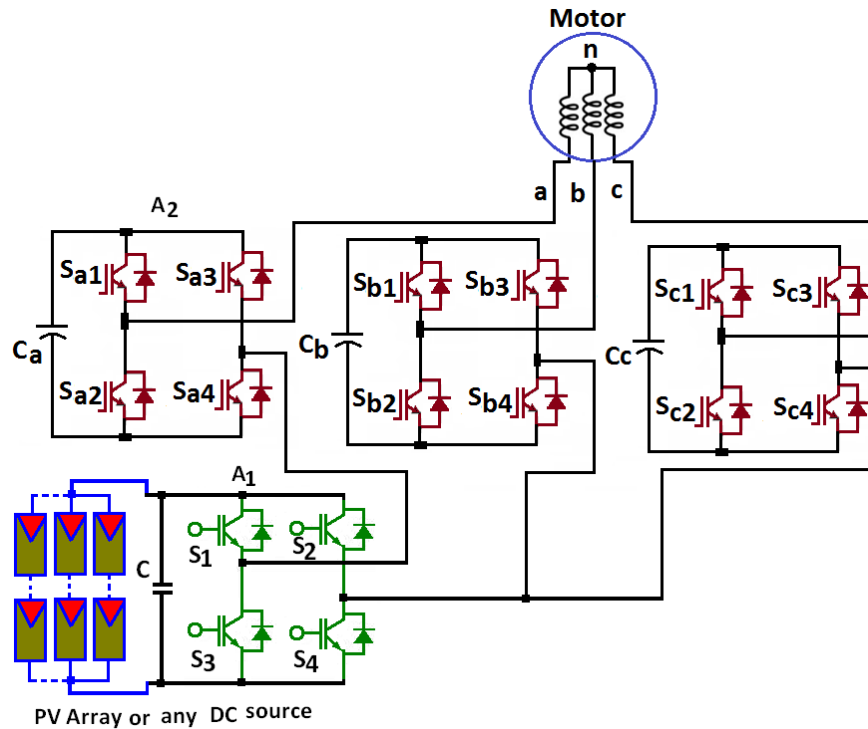 Motor
n
a
b
c
A2
Sa1
Sa3
Ca
Sa2
Sa4
Sb1
Sb3
Cb
Sb2
Sb4
Sc1
Sc3
Cc
Sc2
Sc4
A1
C
S1
S2
S3
S4
PV Array or any DC source